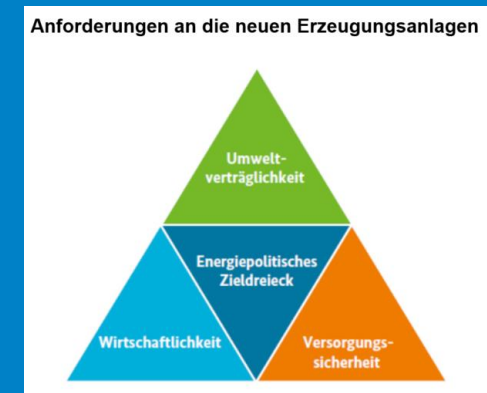 Anforderungen an die neuen Erzeugungsanlagen
Umwelt-
verträglichkeit
Energiepolitisches
Zieldreieck
Wirtschaftlichkeit
Versorgungs-
sicherheit